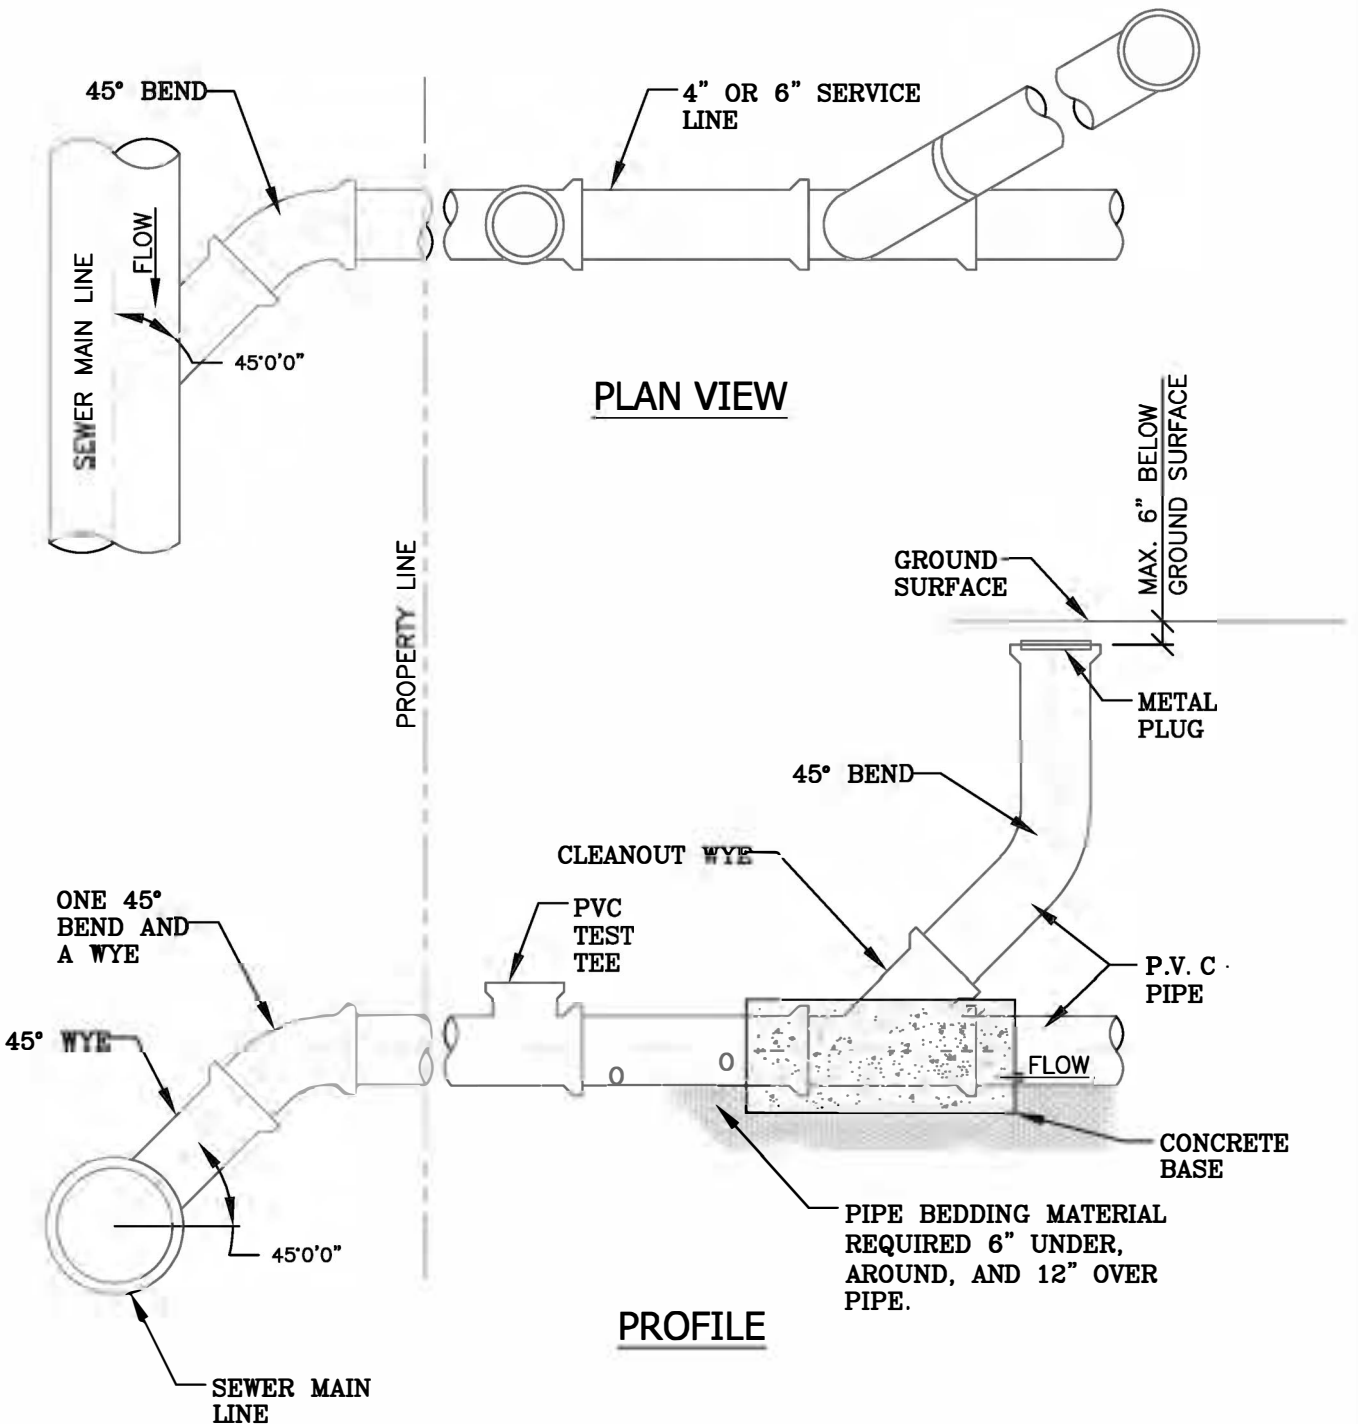 45° BEND
4" OR 6" SERVICE
LINE
FLOW
SEWER MAIN LINE
45°0'0"
PLAN VIEW
MAX. 6" BELOW
GROUND SURFACE
PROPERTY LINE
GROUND
SURFACE
METAL
PLUG
45° BEND
CLEANOUT WYE
ONE 45°
BEND AND
A WYE
PVC
TEST
TEE
P.V.C
PIPE
45° WYE
FLOW
CONCRETE
BASE
PIPE BEDDING MATERIAL
REQUIRED 6" UNDER,
AROUND, AND 12" OVER
PIPE.
45°0'0"
PROFILE
SEWER MAIN
LINE